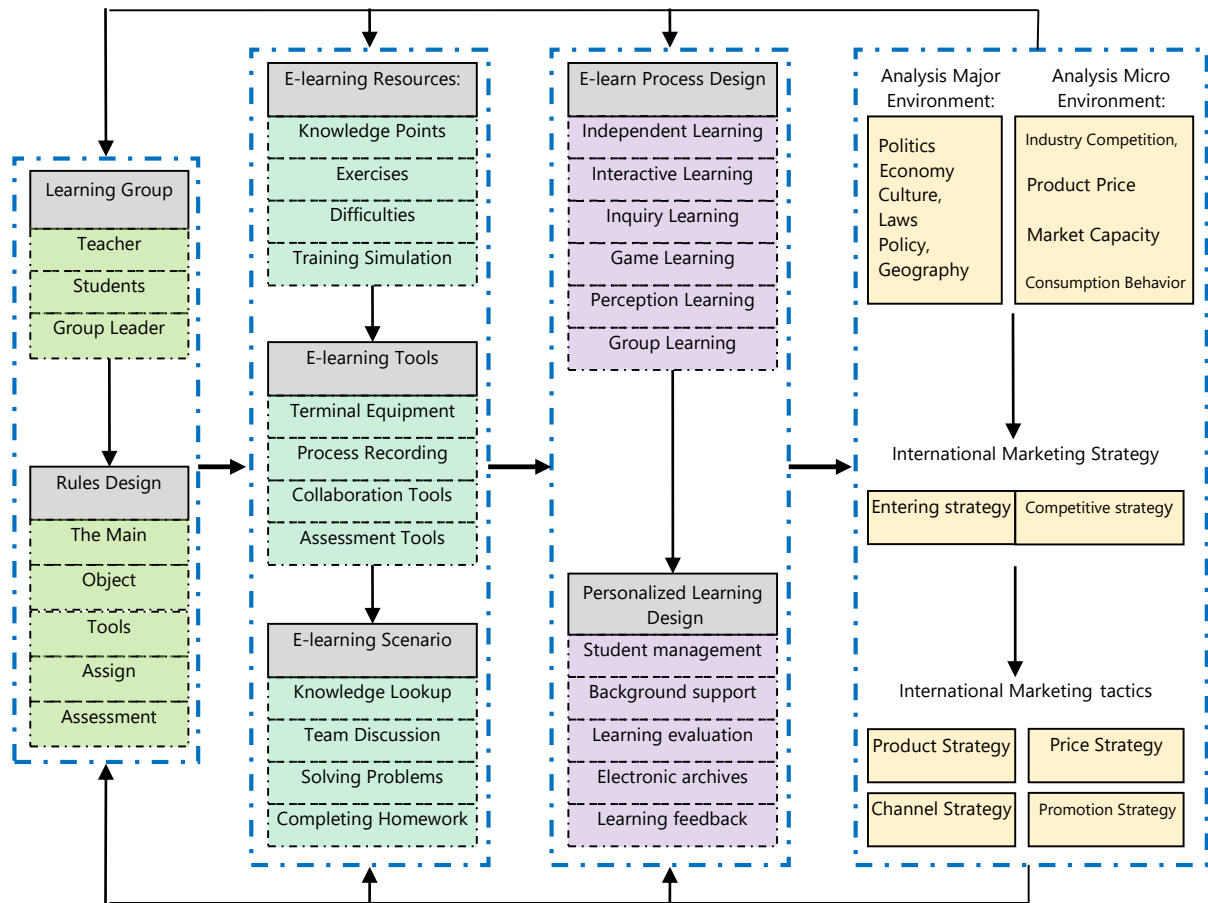 Learning Group
Teacher
Students
Group Leader
Rules Design
The Main
Object
Tools
Assign
Assessment
E-learning Resources:
Knowledge Points
Exercises
Difficulties
Training Simulation
E-learning Tools
Terminal Equipment
Process Recording
Collaboration Tools
Assessment Tools
E-learning Scenario
Knowledge Lookup
Team Discussion
Solving Problems
Completing Homework
E-learn Process Design
Independent Learning
Interactive Learning
Inquiry Learning
Game Learning
Perception Learning
Group Learning
Personalized Learning
Design
Student management
Background support
Learning evaluation
Electronic archives
Learning feedback
Analysis Major
Environment:
Politics
Economy
Culture,
Laws
Policy,
Geography
Analysis Micro
Environment:
Industry Competition,
Product Price
Market Capacity
Consumption Behavior
International Marketing Strategy
Entering strategy
Competitive strategy
International Marketing tactics
Product Strategy
Price Strategy
Channel Strategy
Promotion Strategy